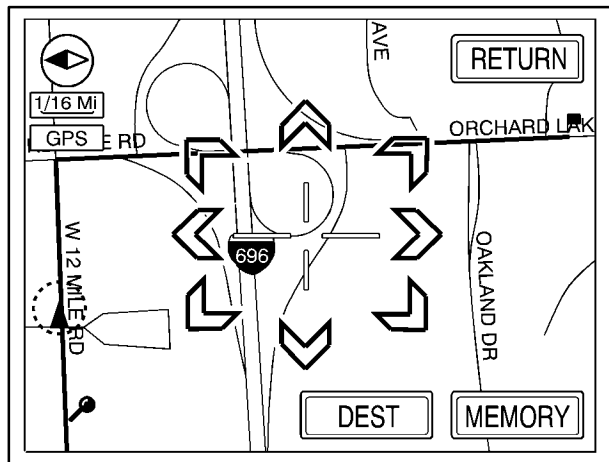 AVE
RETURN
1/16 Mi
GPS
E RD
ORCHARD LAK
696
W 12 MILE RD
OAKLAND DR
DEST
MEMORY